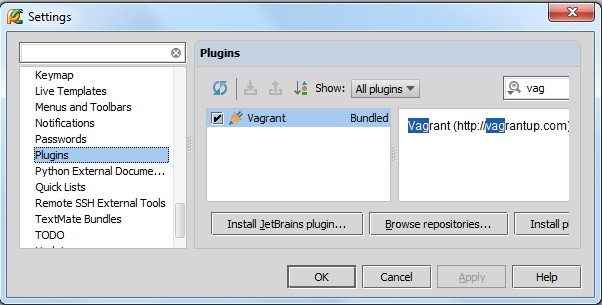 Settings
Plugins
Keymap
Live Templates
Menus and Toolbars
Notifications
Passwords
Plugins
Python External Docume...
Quick Lists
Remote SSH External Tools
TextMate Bundles
TODO
Show: All plugins vag
Vagrant Bundled
Vagrant (http://vagrantup.com)
Install JetBrains plugin... Browse repositories... Install pl
OK Cancel Apply Help